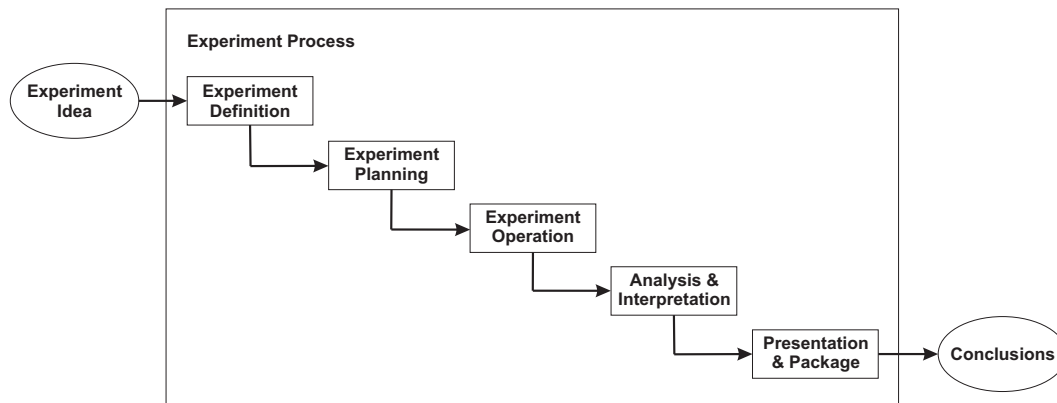 Experiment Process
Experiment
Idea
Experiment
Definition
Experiment
Planning
Experiment
Operation
Analysis &
Interpretation
Presentation
& Package
Conclusions